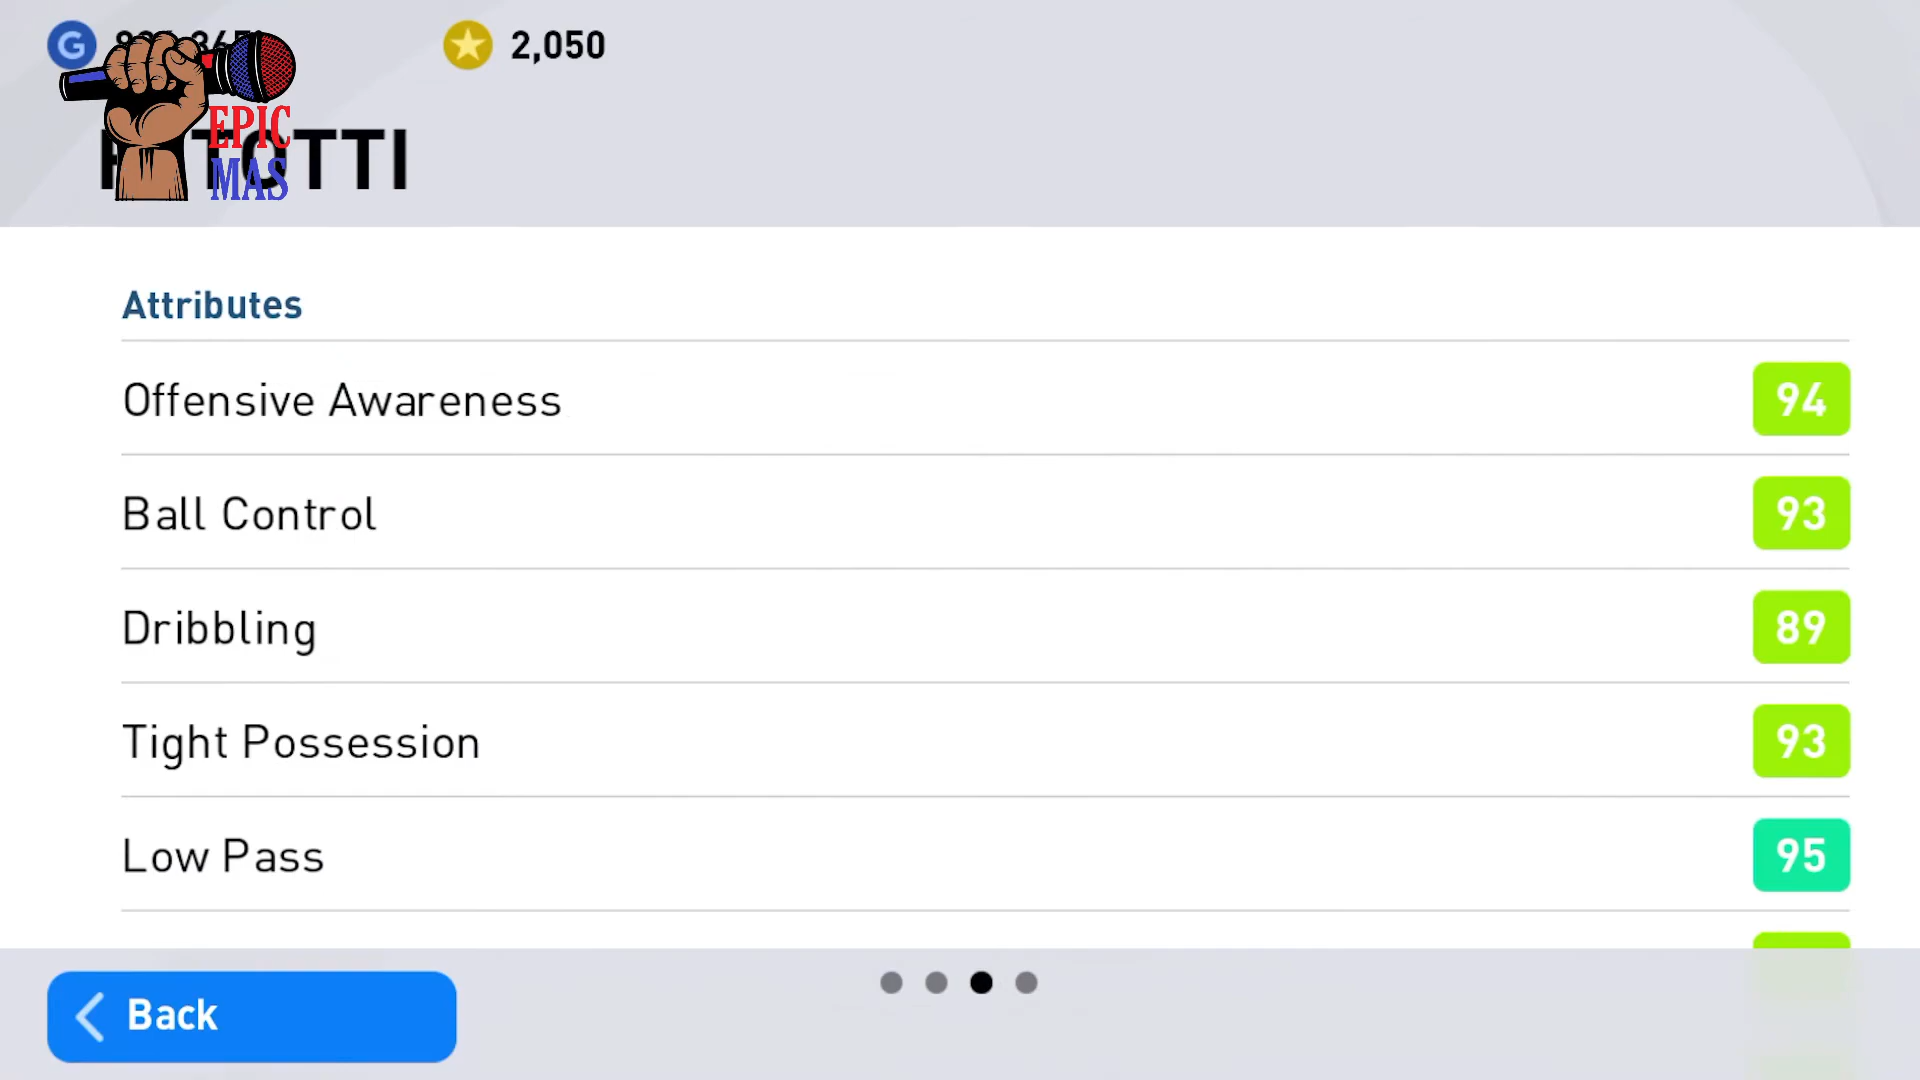 G
2,050
EPIC
MAS
TOTTI
Attributes
Offensive Awareness 94
Ball Control 93
Dribbling 89
Tight Possession 93
Low Pass 95
Back